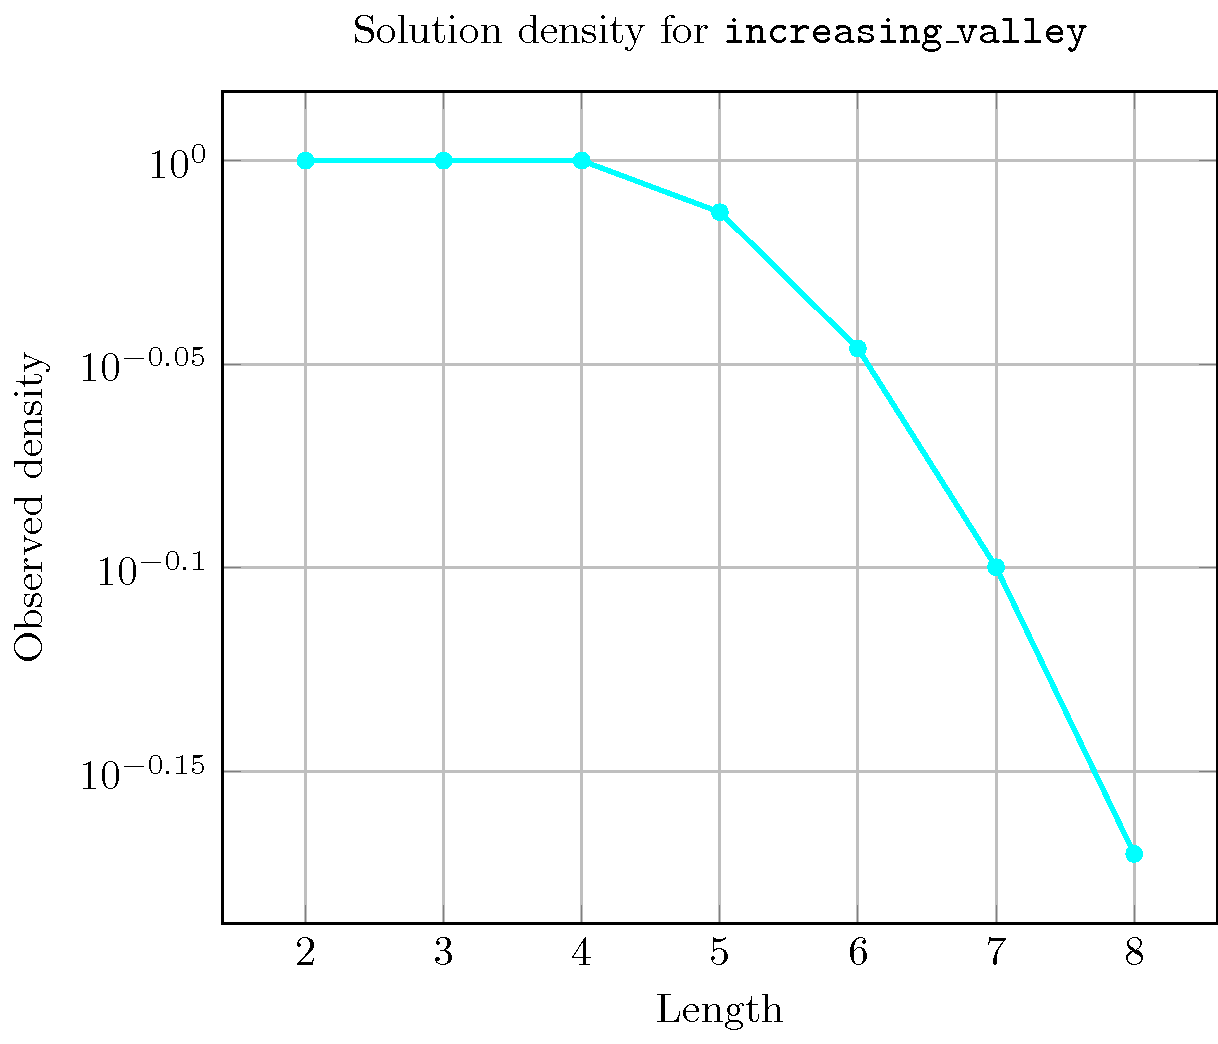 Solution density for increasing_valley
10^0
10^−0.05
10^−0.1
10^−0.15
Observed density
2 3 4 5 6 7 8
Length